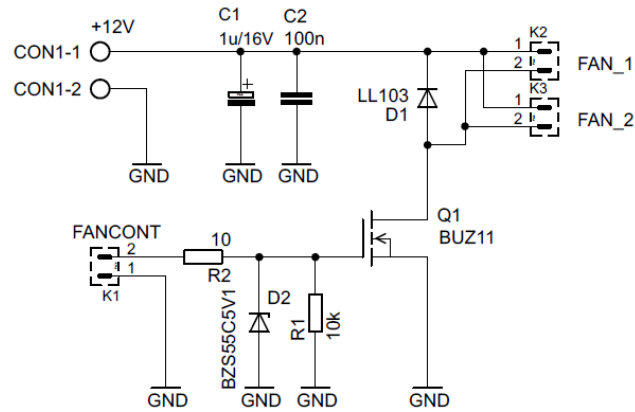 C1
C2
+12V
1u/16V
100n
K2
CON1-1
1
FAN_1
2
CON1-2
LL103
D1
K3
1
FAN_2
2
+
GND
GND
GND
Q1
BUZ11
FANCONT
2
10
R2
1
K1
BZS55C5V1
D2
R1
10k
GND
GND
GND
GND